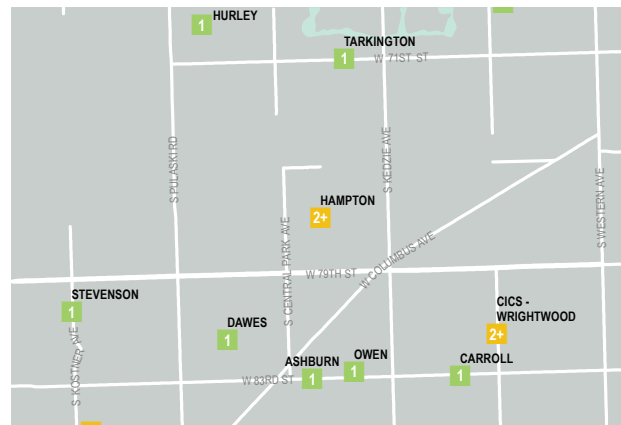 HURLEY
1
TARKINGTON
1
W 71ST ST
S PULASKI RD
S KEDZIE AVE
S WESTERN AVE
HAMPTON
2+
S CENTRAL PARK AVE
W COLUMBUS AVE
W 79TH ST
STEVENSON
1
S KOSTNER AVE
DAWES
1
CICS -
WRIGHTWOOD
2+
ASHBURN
1
OWEN
1
CARROLL
1
W 83RD ST